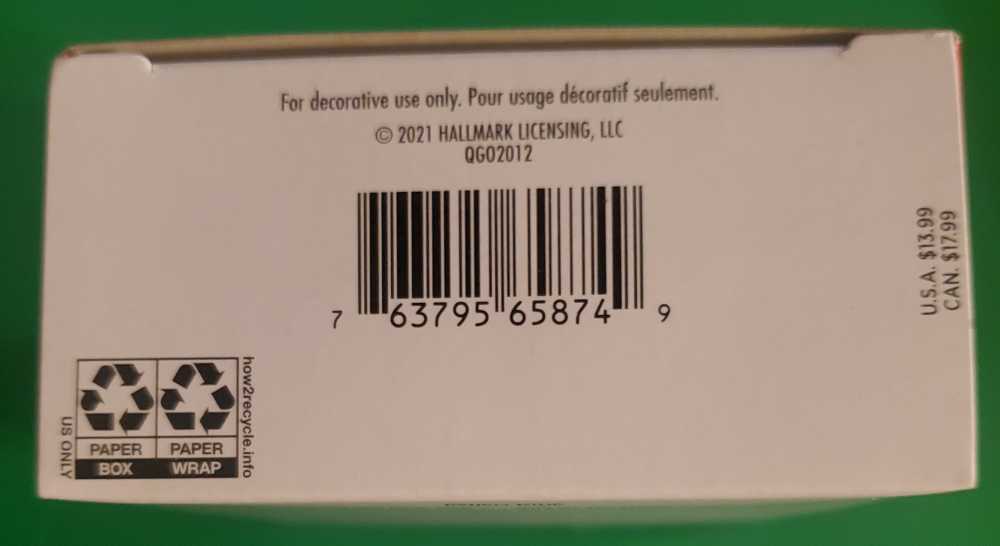 For decorative use only. Pour usage décoratif seulement.
© 2021 HALLMARK LICENSING, LLC
QGO2012
7 63795 65874 9
U.S.A. $13.99
CAN. $17.99
how2recycle.info
US ONLY
PAPER PAPER
BOX WRAP